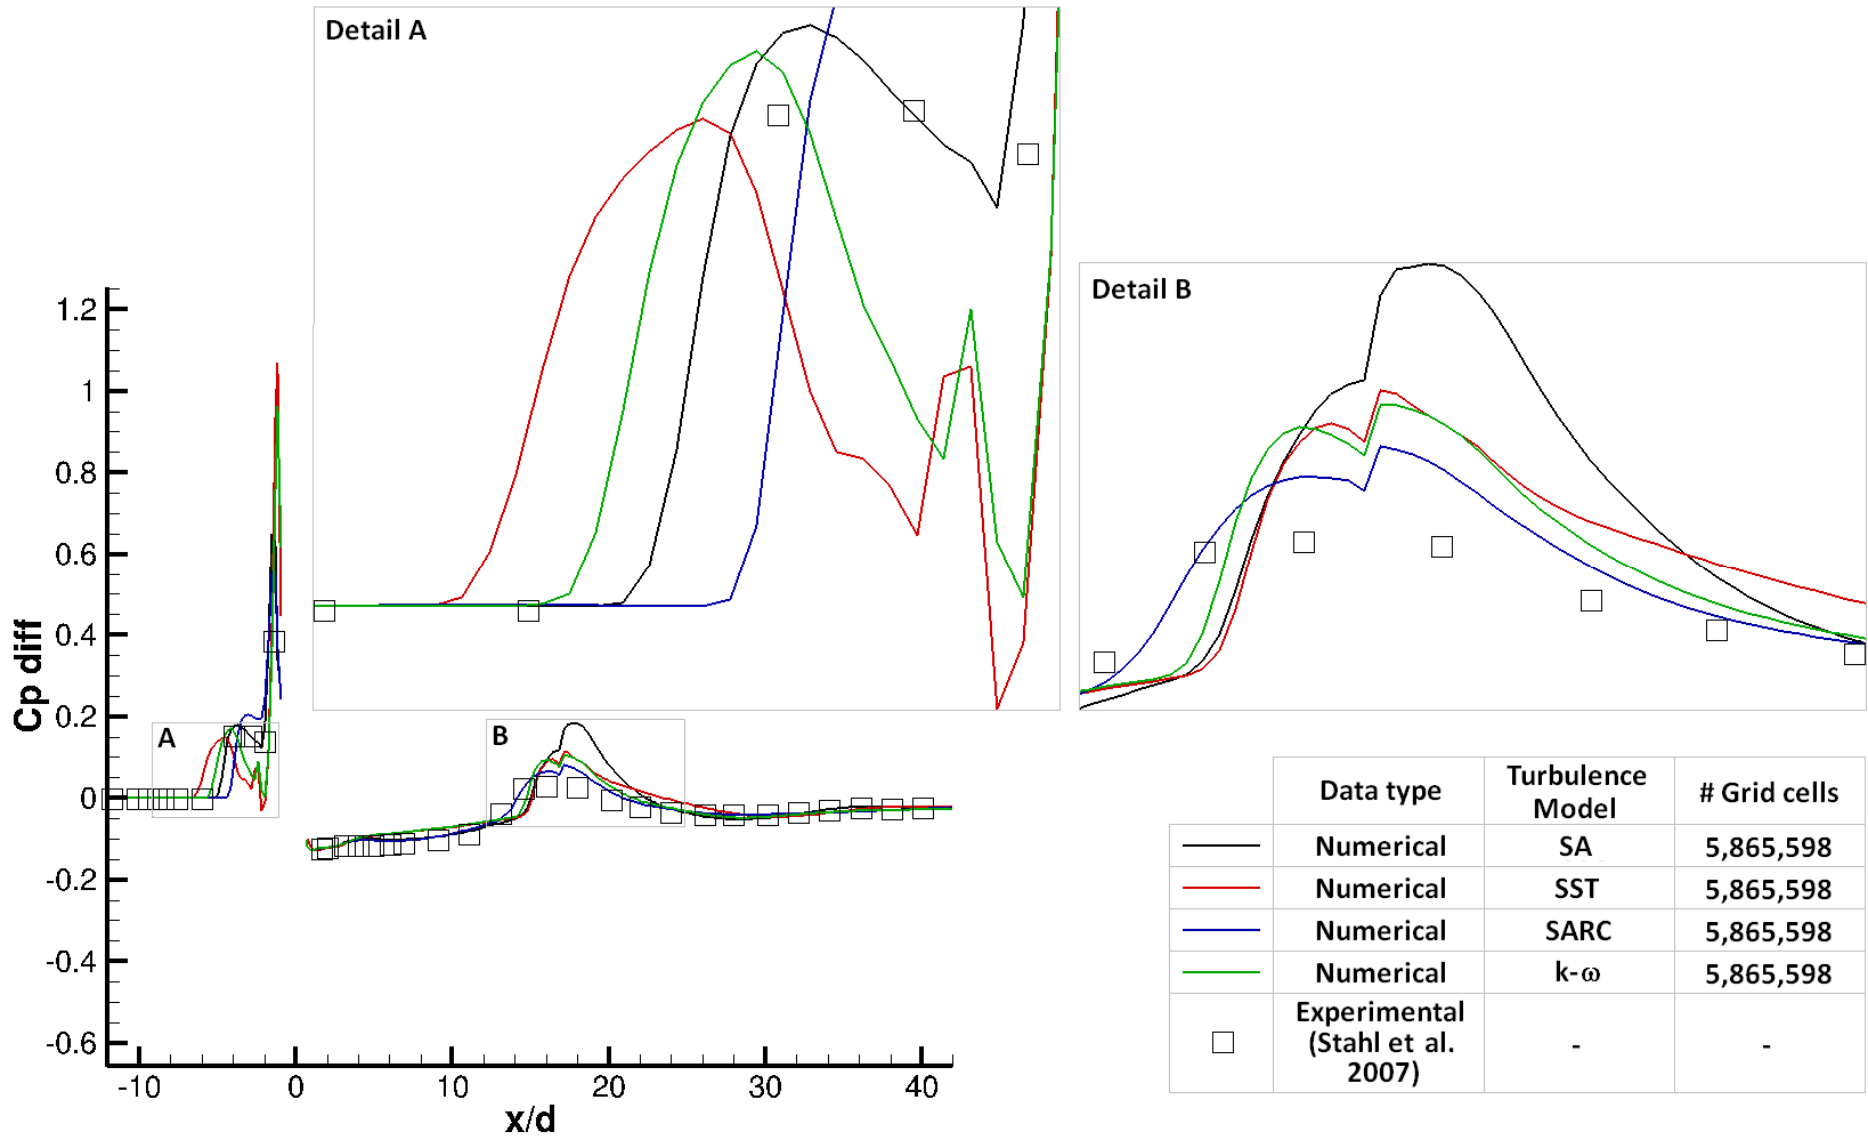 Detail A
Detail B
1.2
1
0.8
0.6
0.4
0.2
0
-0.2
-0.4
-0.6
Cp diff
A
B
-10
0
10
20
30
40
x/d
Data type
Turbulence
Model
# Grid cells
Numerical
SA
5,865,598
Numerical
SST
5,865,598
Numerical
SARC
5,865,598
Numerical
k-ω
5,865,598
Experimental
(Stahl et al.
2007)
-
-